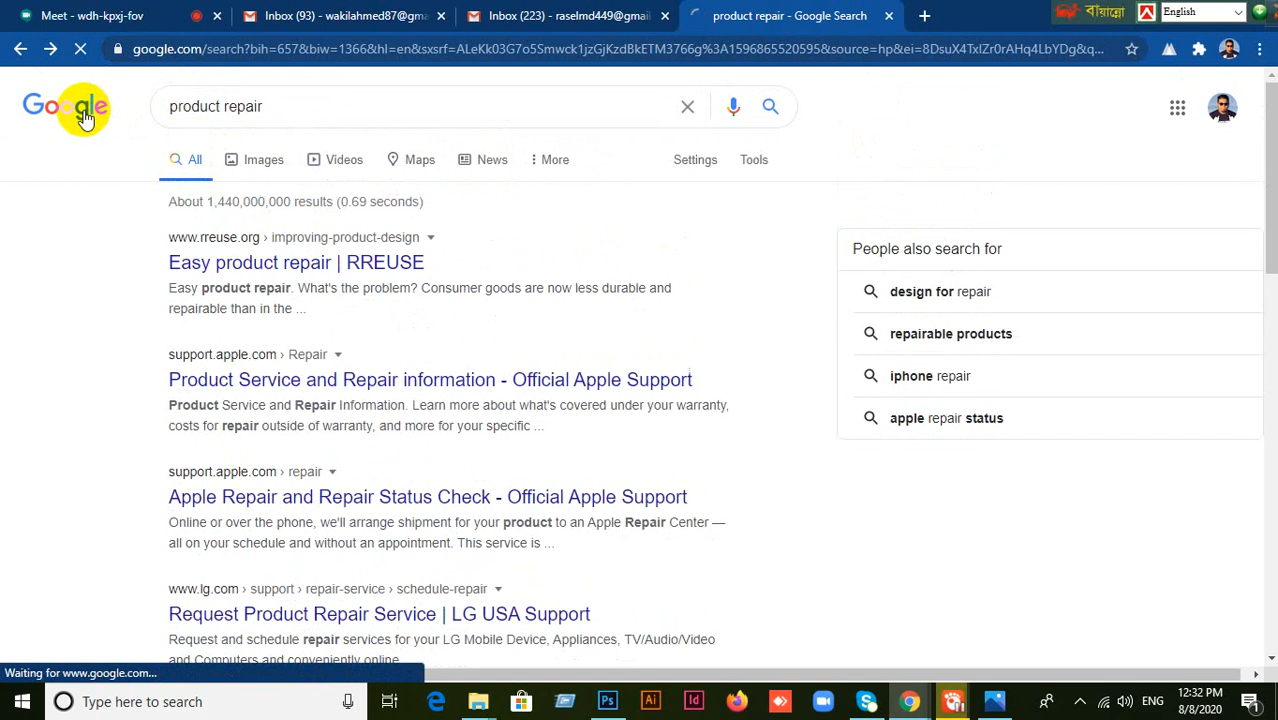 Meet - wdh-kpxj-fov
Inbox (93) - wakilahmed87@gma
Inbox (223) - raselmd449@gmail
product repair - Google Search
বাঁয়ান্নো
English
google.com/search?bih=657&biw=1366&hl=en&sxsrf=ALeKk03G7o5Smwck1jzGjKzdBkETM3766g%3A1596865520595&source=hp&ei=8DsuX4TxIZr0rAHq4LbYDg&q...
Google
product repair
All
Images
Videos
Maps
News
More
Settings
Tools
About 1,440,000,000 results (0.69 seconds)
www.rreuse.org › improving-product-design
Easy product repair | RREUSE
Easy product repair. What's the problem? Consumer goods are now less durable and
repairable than in the ...
support.apple.com › Repair
Product Service and Repair information - Official Apple Support
Product Service and Repair Information. Learn more about what's covered under your warranty,
costs for repair outside of warranty, and more for your specific ...
support.apple.com › repair
Apple Repair and Repair Status Check - Official Apple Support
Online or over the phone, we'll arrange shipment for your product to an Apple Repair Center —
all on your schedule and without an appointment. This service is ...
www.lg.com › support › repair-service › schedule-repair
Request Product Repair Service | LG USA Support
Request and schedule repair services for your LG Mobile Device, Appliances, TV/Audio/Video
and Computers and conveniently online
People also search for
design for repair
repairable products
iphone repair
apple repair status
Waiting for www.google.com...
Type here to search
Ps
Ai
Id
ENG
12:32 PM
8/8/2020
1